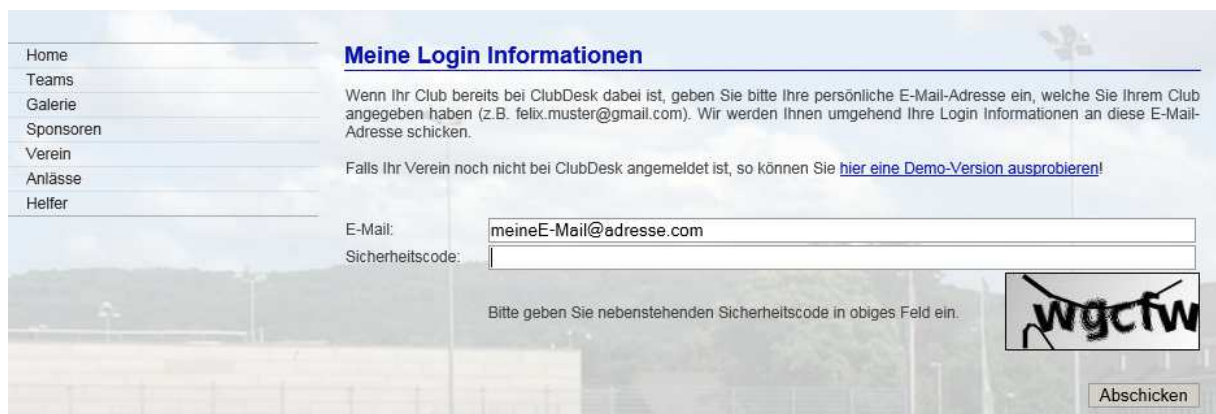 Home
Teams
Galerie
Sponsoren
Verein
Anlässe
Helfer
Meine Login Informationen
Wenn Ihr Club bereits bei ClubDesk dabei ist, geben Sie bitte Ihre persönliche E-Mail-Adresse ein, welche Sie Ihrem Club
angegeben haben (z.B. felix.muster@gmail.com). Wir werden Ihnen umgehend Ihre Login Informationen an diese E-Mail-
Adresse schicken.
Falls Ihr Verein noch nicht bei ClubDesk angemeldet ist, so können Sie hier eine Demo-Version ausprobieren!
E-Mail: meineE-Mail@adresse.com
Sicherheitscode:
Bitte geben Sie nebenstehenden Sicherheitscode in obiges Feld ein.
wgcfw
Abschicken